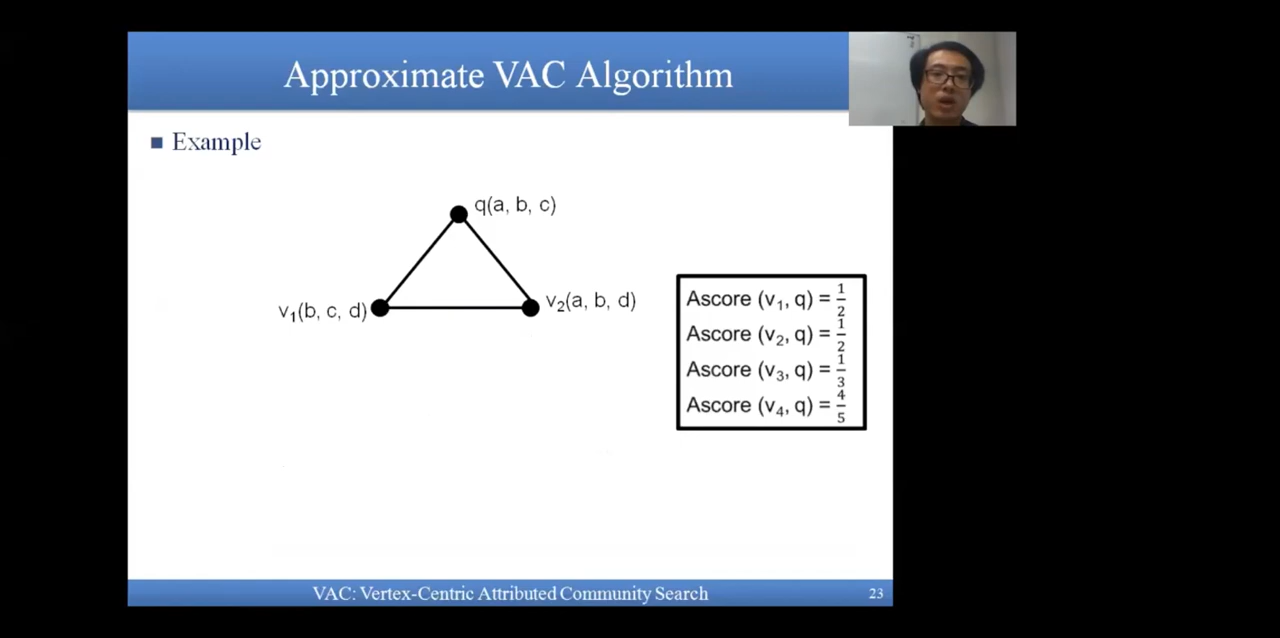 Approximate VAC Algorithm
Example
q(a, b, c)
v₁(b, c, d)
v₂(a, b, d)
Ascore (v₁, q) = 1/2
Ascore (v₂, q) = 1/2
Ascore (v₃, q) = 1/3
Ascore (v₄, q) = 4/5
VAC: Vertex-Centric Attributed Community Search
23